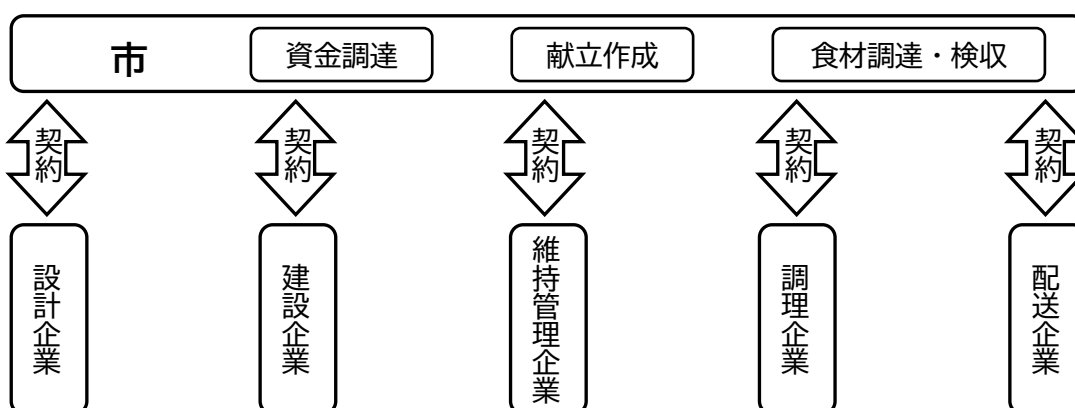 市
資金調達
献立作成
食材調達・検収
契約
契約
契約
契約
契約
設計企業
建設企業
維持管理企業
調理企業
配送企業